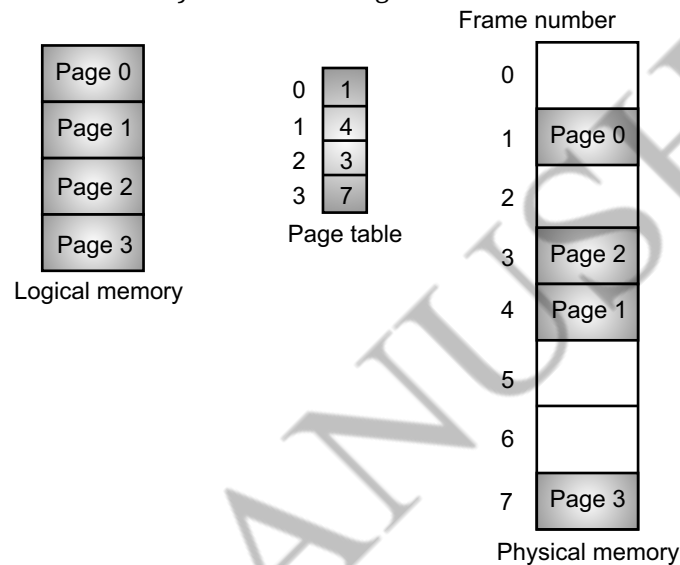 Frame number
Page 0
Page 1
Page 2
Page 3
Logical memory
0 1
1 4
2 3
3 7
Page table
0
1 Page 0
2
3 Page 2
4 Page 1
5
6
7 Page 3
Physical memory